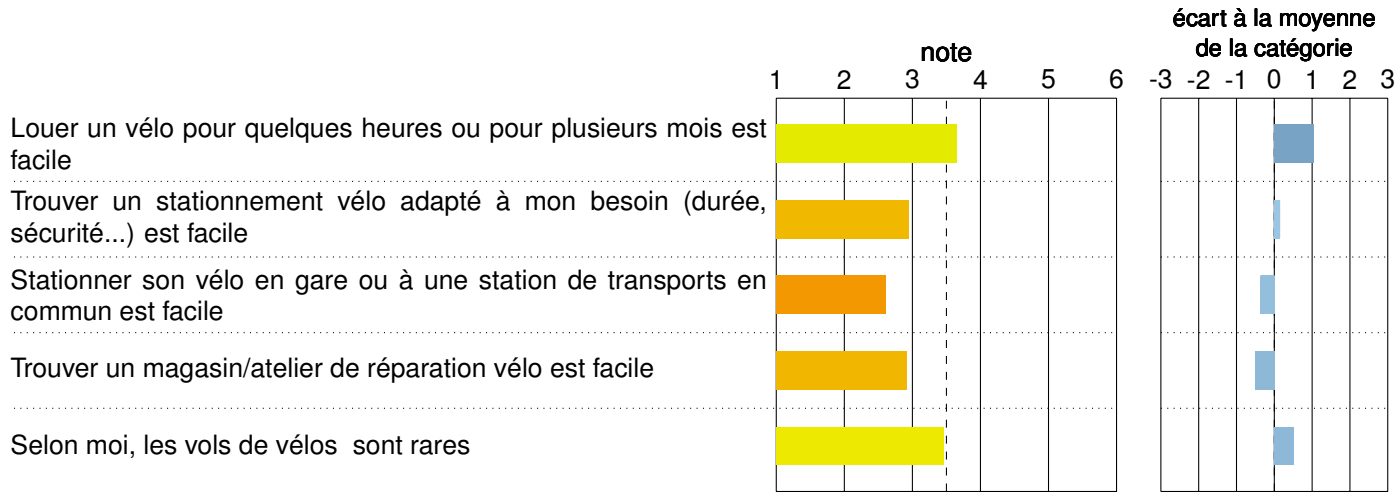 écart à la moyenne
note de la catégorie
1 2 3 4 5 6 -3 -2 -1 0 1 2 3
Louer un vélo pour quelques heures ou pour plusieurs mois est
facile
Trouver un stationnement vélo adapté à mon besoin (durée,
sécurité...) est facile
Stationner son vélo en gare ou à une station de transports en
commun est facile
Trouver un magasin/atelier de réparation vélo est facile
Selon moi, les vols de vélos sont rares